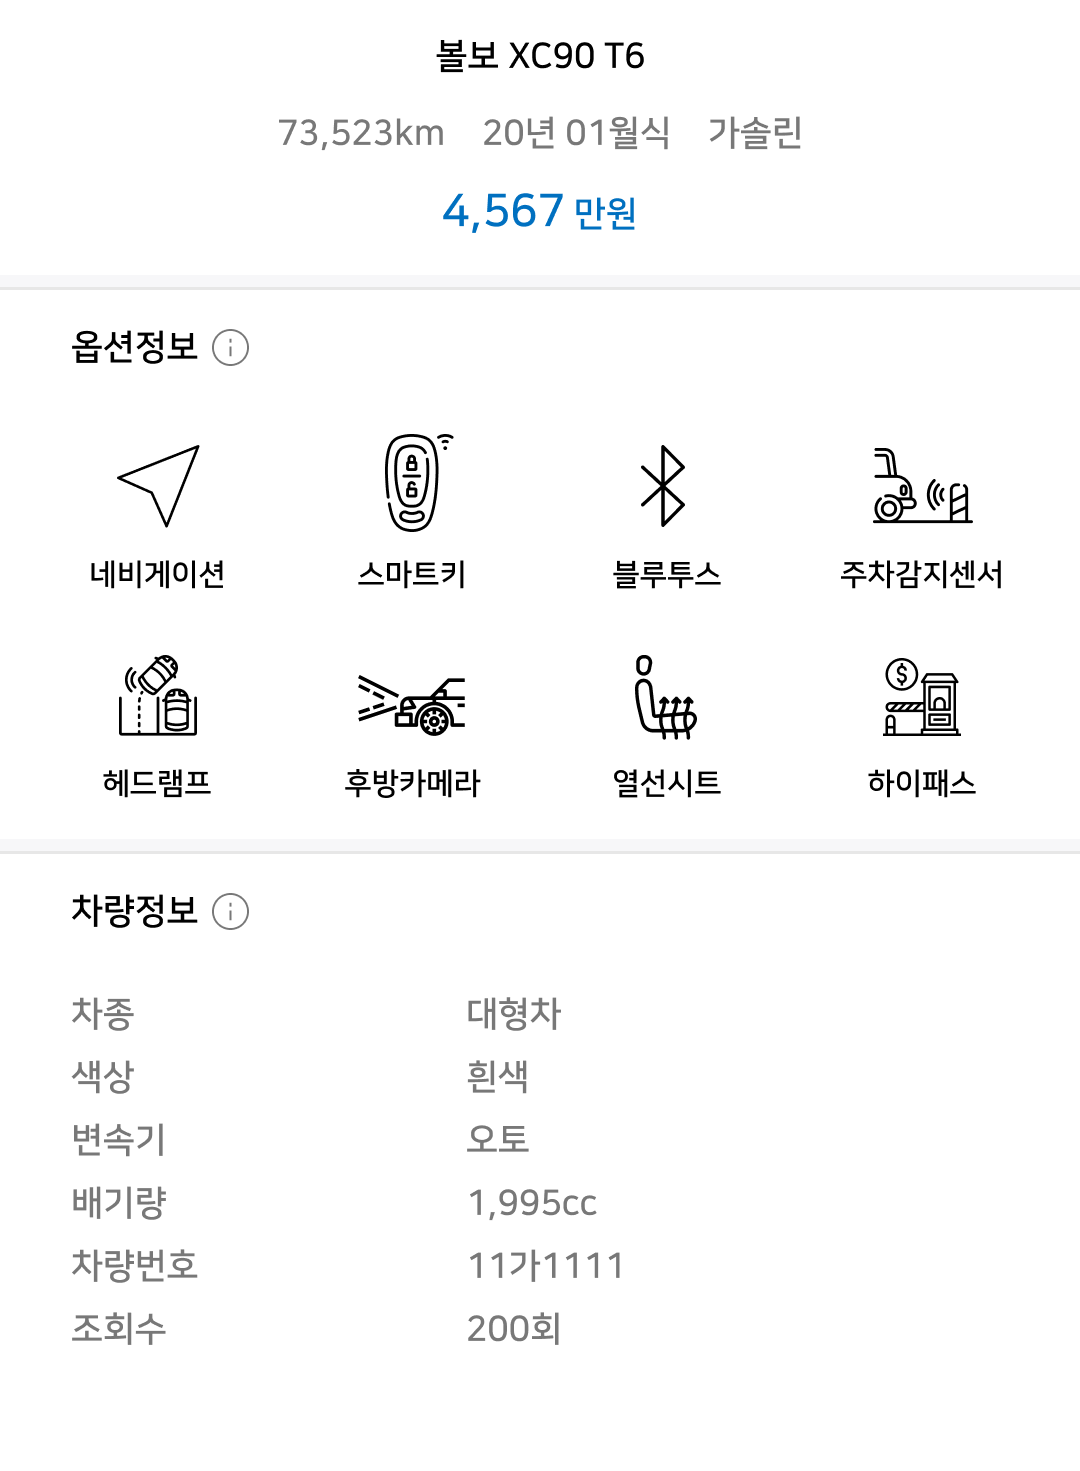 볼보 XC90 T6
73,523km 20년 01월식 가솔린
4,567 만원
옵션정보
네비게이션 스마트키 블루투스 주차감지센서
헤드램프 후방카메라 열선시트 하이패스
차량정보
차종 대형차
색상 흰색
변속기 오토
배기량 1,995cc
차량번호 11가1111
조회수 200회